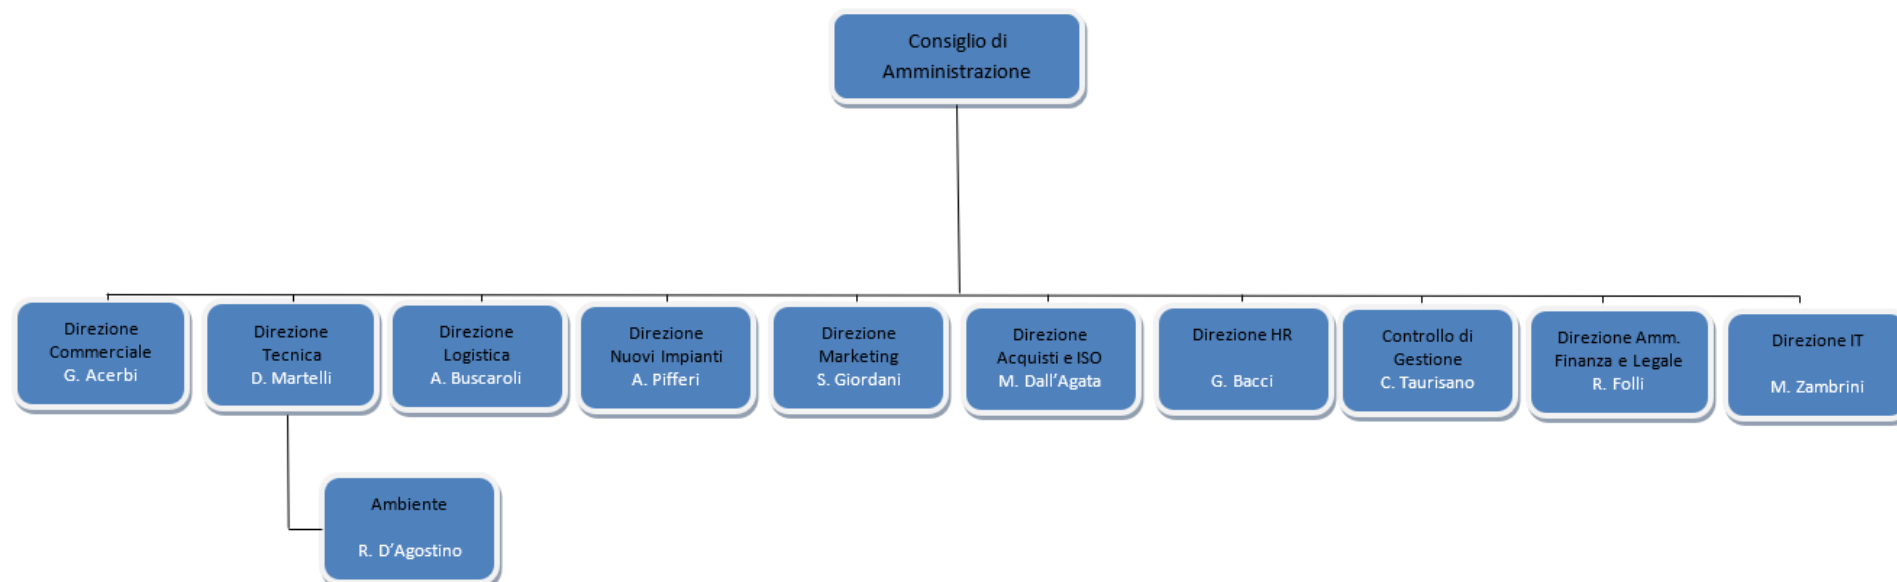 Consiglio di
Amministrazione
Direzione
Commerciale
G. Acerbi
Direzione
Tecnica
D. Martelli
Direzione
Logistica
A. Buscaroli
Direzione
Nuovi Impianti
A. Pifferi
Direzione
Marketing
S. Giordani
Direzione
Acquisti e ISO
M. Dall’Agata
Direzione HR
G. Bacci
Controllo di
Gestione
C. Taurisano
Direzione Amm.
Finanza e Legale
R. Folli
Direzione IT
M. Zambrini
Ambiente
R. D’Agostino